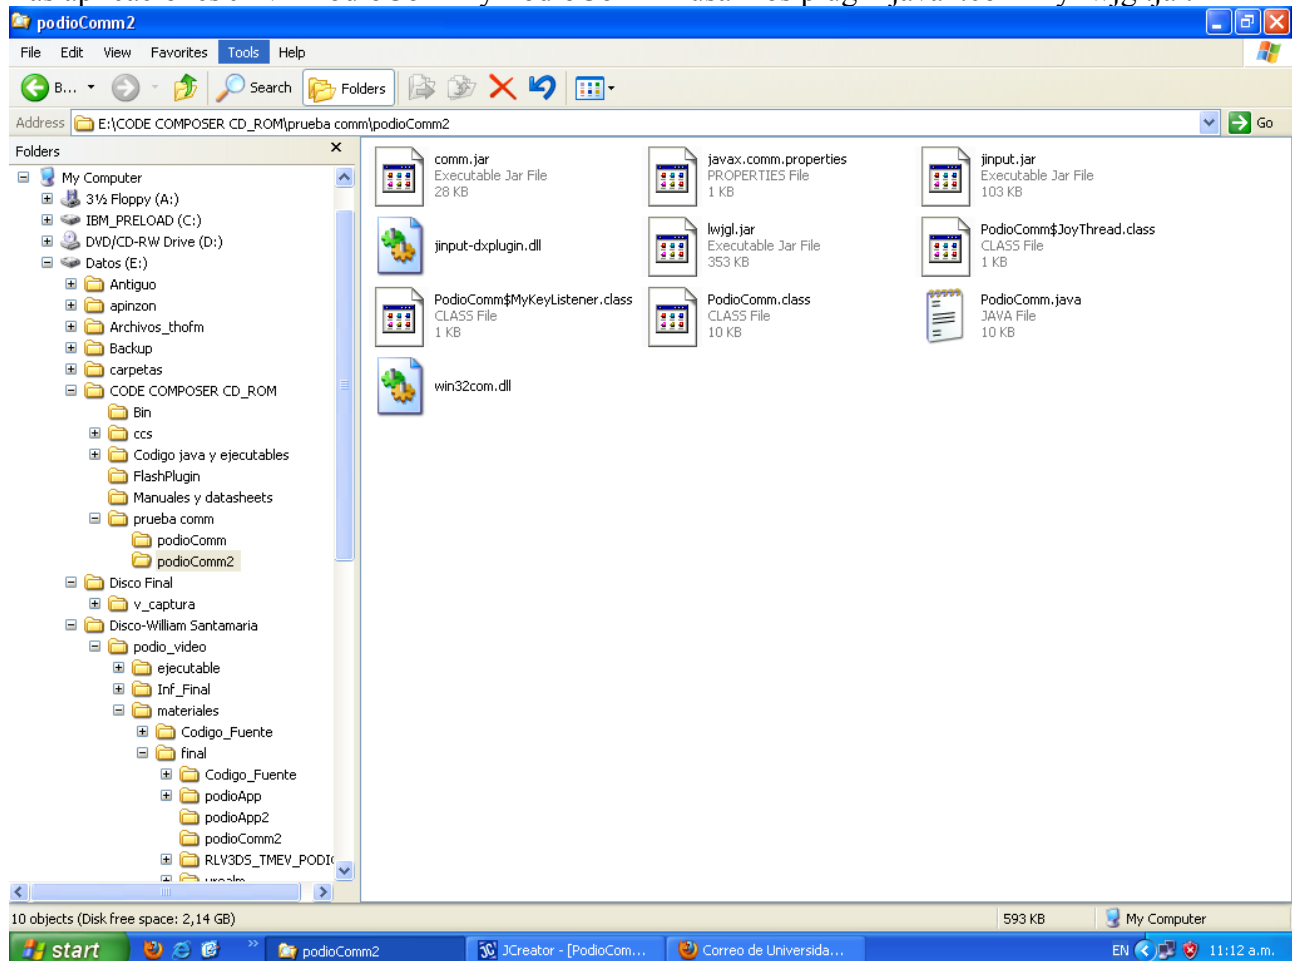 podioComm2
File Edit View Favorites Tools Help
B... Search Folders
Address E:\CODE COMPOSER CD_ROM\prueba comm\podioComm2 Go
Folders x
My Computer
3½ Floppy (A:)
IBM_PRELOAD (C:)
DVD/CD-RW Drive (D:)
Datos (E:)
Antiguo
apinzon
Archivos_thofm
Backup
carpetas
CODE COMPOSER CD_ROM
Bin
ccs
Codigo java y ejecutables
FlashPlugin
Manuales y datasheets
prueba comm
podioComm
podioComm2
Disco Final
v_captura
Disco-William Santamaria
podio_video
ejecutable
Inf_Final
materiales
Codigo_Fuente
final
Codigo_Fuente
podioApp
podioApp2
podioComm2
RLV3DS_TMEV_PODI
comm.jar
Executable Jar File
28 KB
javax.comm.properties
PROPERTIES File
1 KB
jinput.jar
Executable Jar File
103 KB
jinput-dxplugin.dll
lwjgl.jar
Executable Jar File
353 KB
PodioComm$JoyThread.class
CLASS File
1 KB
PodioComm$MyKeyListener.class
CLASS File
1 KB
PodioComm.class
CLASS File
10 KB
PodioComm.java
JAVA File
10 KB
win32com.dll
10 objects (Disk free space: 2,14 GB) 593 KB My Computer
start podioComm2 JCreator - [PodioCom... Correo de Universida... EN 11:12 a.m.